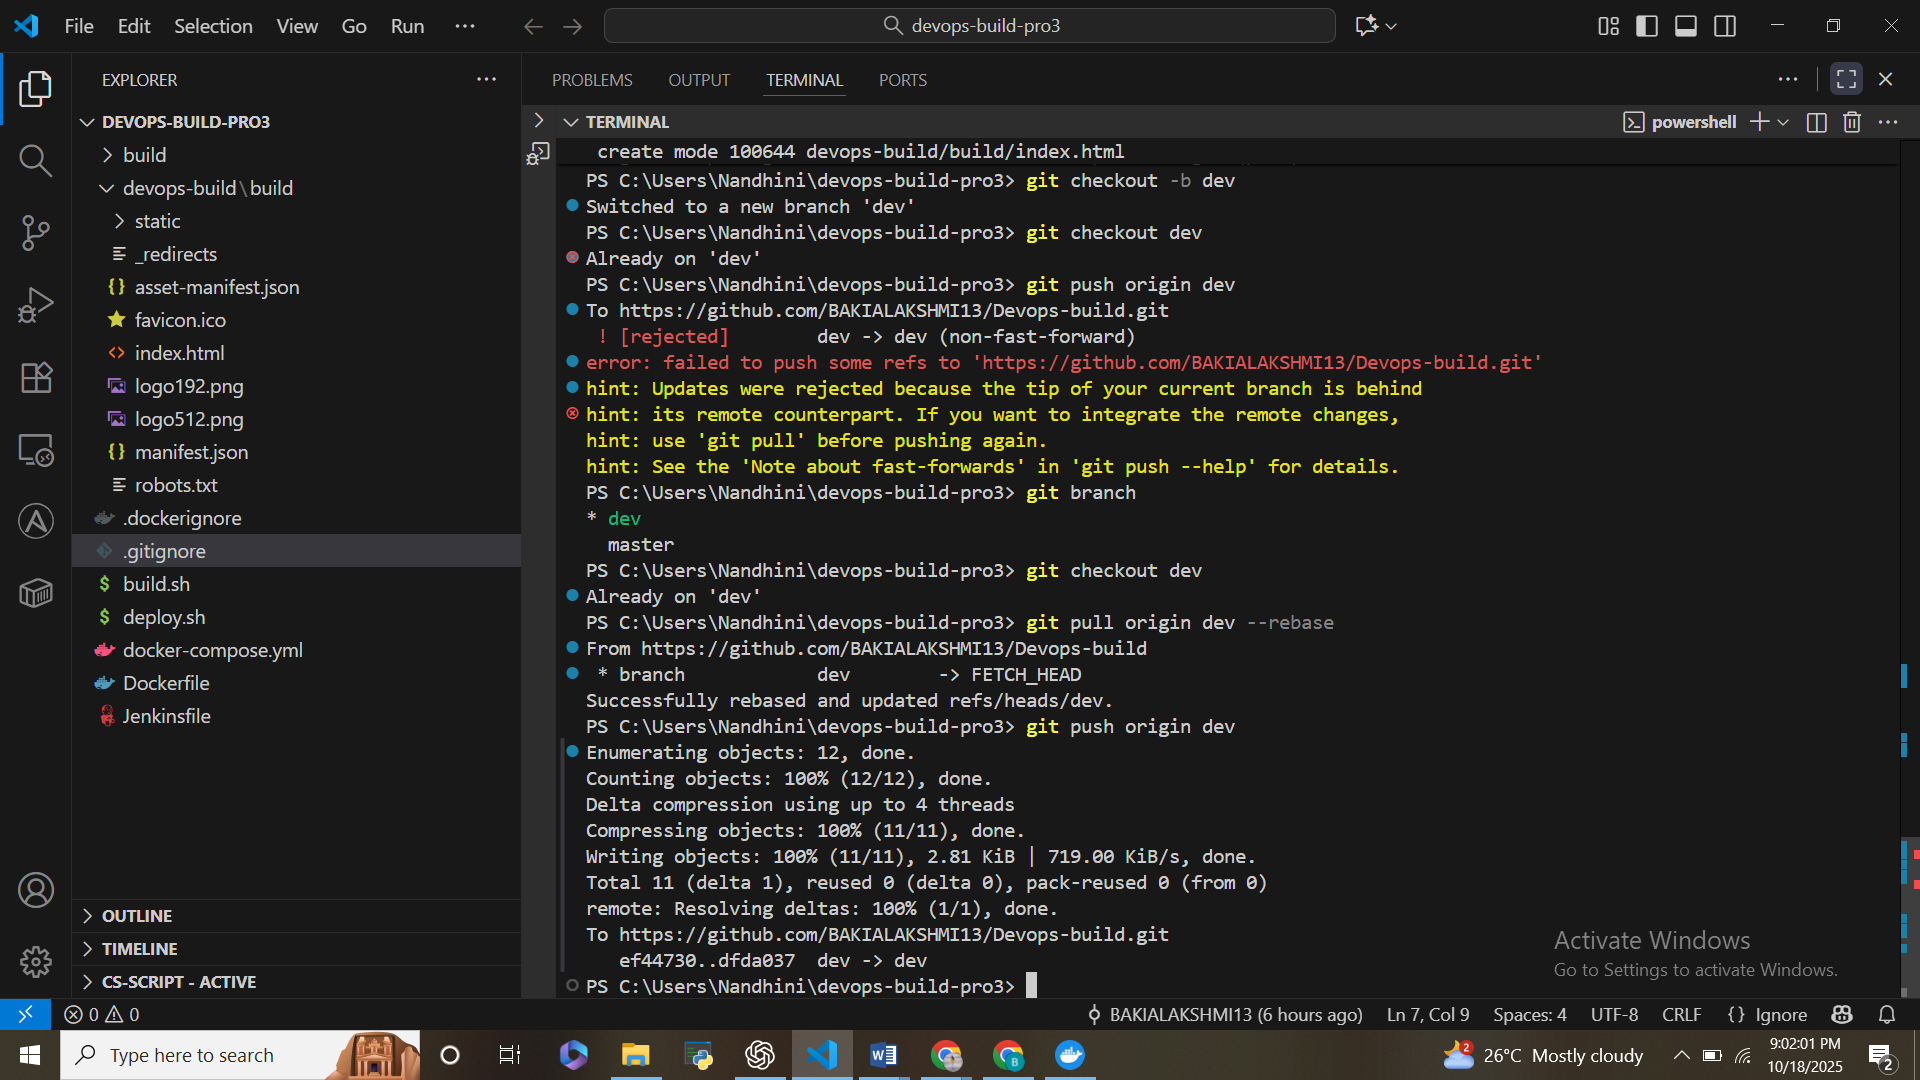 File Edit Selection View Go Run ···
devops-build-pro3
EXPLORER
PROBLEMS OUTPUT TERMINAL PORTS
DEVOPS-BUILD-PRO3
build
devops-build\build
static
_redirects
asset-manifest.json
favicon.ico
index.html
logo192.png
logo512.png
manifest.json
robots.txt
.dockerignore
.gitignore
build.sh
deploy.sh
docker-compose.yml
Dockerfile
Jenkinsfile
OUTLINE
TIMELINE
CS-SCRIPT - ACTIVE
TERMINAL
powershell
create mode 100644 devops-build/build/index.html
PS C:\Users\Nandhini\devops-build-pro3> git checkout -b dev
Switched to a new branch 'dev'
PS C:\Users\Nandhini\devops-build-pro3> git checkout dev
Already on 'dev'
PS C:\Users\Nandhini\devops-build-pro3> git push origin dev
To https://github.com/BAKIALAKSHMI13/Devops-build.git
! [rejected] dev -> dev (non-fast-forward)
error: failed to push some refs to 'https://github.com/BAKIALAKSHMI13/Devops-build.git'
hint: Updates were rejected because the tip of your current branch is behind
hint: its remote counterpart. If you want to integrate the remote changes,
hint: use 'git pull' before pushing again.
hint: See the 'Note about fast-forwards' in 'git push --help' for details.
PS C:\Users\Nandhini\devops-build-pro3> git branch
* dev
master
PS C:\Users\Nandhini\devops-build-pro3> git checkout dev
Already on 'dev'
PS C:\Users\Nandhini\devops-build-pro3> git pull origin dev --rebase
From https://github.com/BAKIALAKSHMI13/Devops-build
* branch dev -> FETCH_HEAD
Successfully rebased and updated refs/heads/dev.
PS C:\Users\Nandhini\devops-build-pro3> git push origin dev
Enumerating objects: 12, done.
Counting objects: 100% (12/12), done.
Delta compression using up to 4 threads
Compressing objects: 100% (11/11), done.
Writing objects: 100% (11/11), 2.81 KiB | 719.00 KiB/s, done.
Total 11 (delta 1), reused 0 (delta 0), pack-reused 0 (from 0)
remote: Resolving deltas: 100% (1/1), done.
To https://github.com/BAKIALAKSHMI13/Devops-build.git
ef44730..dfda037 dev -> dev
PS C:\Users\Nandhini\devops-build-pro3>
Activate Windows
Go to Settings to activate Windows.
0 0
BAKIALAKSHMI13 (6 hours ago) Ln 7, Col 9 Spaces: 4 UTF-8 CRLF {} Ignore
Type here to search
2
26°C Mostly cloudy
9:02:01 PM
10/18/2025
2